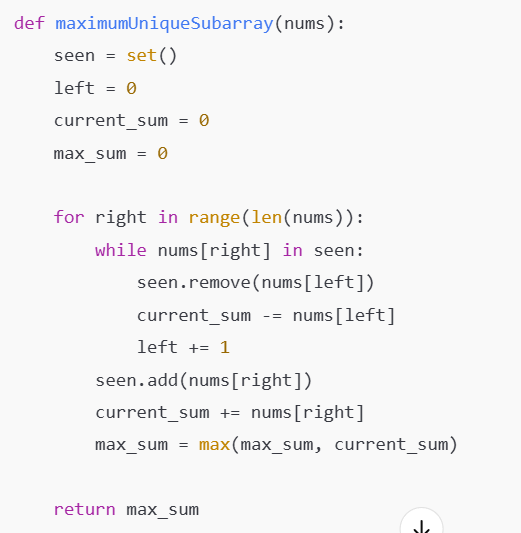 def maximumUniqueSubarray(nums):
    seen = set()
    left = 0
    current_sum = 0
    max_sum = 0

    for right in range(len(nums)):
        while nums[right] in seen:
            seen.remove(nums[left])
            current_sum -= nums[left]
            left += 1
        seen.add(nums[right])
        current_sum += nums[right]
        max_sum = max(max_sum, current_sum)

    return max_sum